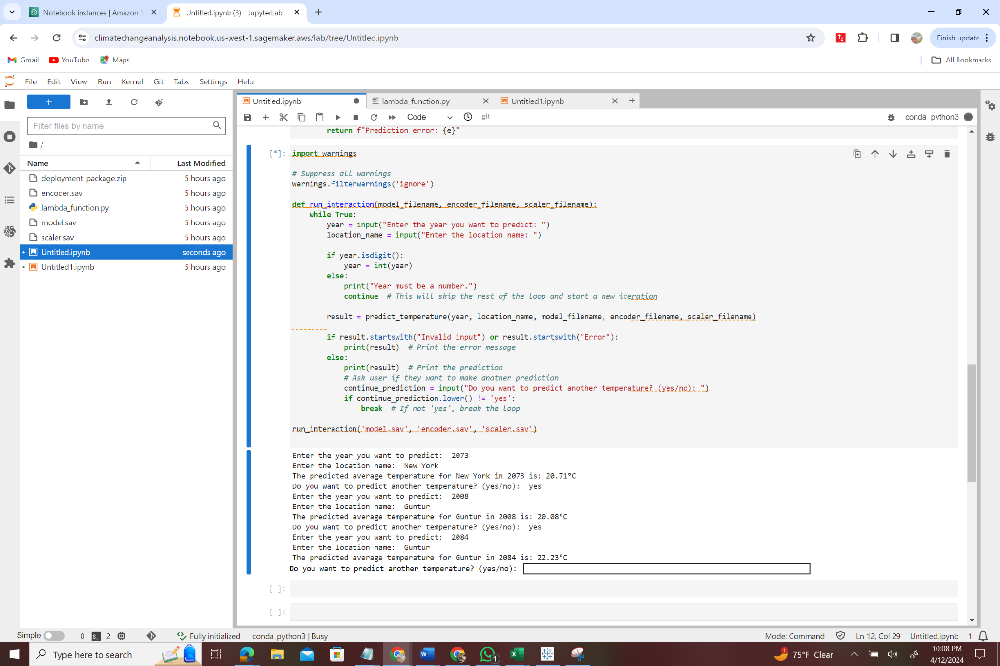 Notebook instances | Amazon S
Untitled.ipynb (3) - JupyterLab
climatechangeanalysis.notebook.us-west-1.sagemaker.aws/lab/tree/Untitled.ipynb
Finish update
Gmail
YouTube
Maps
All Bookmarks
File Edit View Run Kernel Git Tabs Settings Help
Filter files by name
/
Name Last Modified
deployment_package.zip 5 hours ago
encoder.sav 5 hours ago
lambda_function.py 5 hours ago
model.sav 5 hours ago
scaler.sav 5 hours ago
Untitled.ipynb seconds ago
Untitled1.ipynb 5 hours ago
Untitled.ipynb
lambda_function.py
Untitled1.ipynb
Code
git
conda_python3
return f"Prediction error: {e}"
[*]: import warnings
# Suppress all warnings
warnings.filterwarnings('ignore')
def run_interaction(model_filename, encoder_filename, scaler_filename):
while True:
year = input("Enter the year you want to predict: ")
location_name = input("Enter the location name: ")
if year.isdigit():
year = int(year)
else:
print("Year must be a number.")
continue # This will skip the rest of the loop and start a new iteration
result = predict_temperature(year, location_name, model_filename, encoder_filename, scaler_filename)
if result.startswith("Invalid input") or result.startswith("Error"):
print(result) # Print the error message
else:
print(result) # Print the prediction
# Ask user if they want to make another prediction
continue_prediction = input("Do you want to predict another temperature? (yes/no): ")
if continue_prediction.lower() != 'yes':
break # If not 'yes', break the loop
run_interaction('model.sav', 'encoder.sav', 'scaler.sav')
Enter the year you want to predict: 2073
Enter the location name: New York
The predicted average temperature for New York in 2073 is: 20.71°C
Do you want to predict another temperature? (yes/no): yes
Enter the year you want to predict: 2008
Enter the location name: Guntur
The predicted average temperature for Guntur in 2008 is: 20.08°C
Do you want to predict another temperature? (yes/no): yes
Enter the year you want to predict: 2084
Enter the location name: Guntur
The predicted average temperature for Guntur in 2084 is: 22.23°C
Do you want to predict another temperature? (yes/no):
[ ]:
[ ]:
Simple 0 2 Fully initialized conda_python3 | Busy
Mode: Command Ln 12, Col 29 Untitled.ipynb 1
Type here to search
1
1
75°F Clear
10:08 PM
4/12/2024